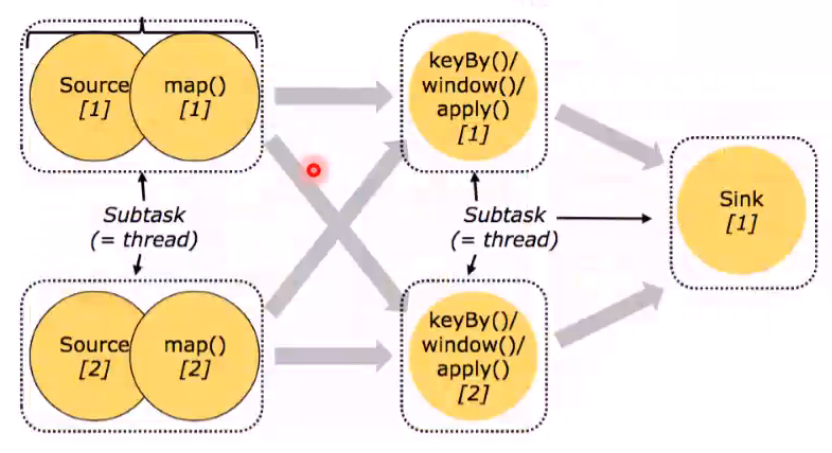 Source
[1]
map()
[1]
keyBy()/
window()/
apply()
[1]
Sink
[1]
Subtask
(= thread)
Subtask
(= thread)
Source
[2]
map()
[2]
keyBy()/
window()/
apply()
[2]